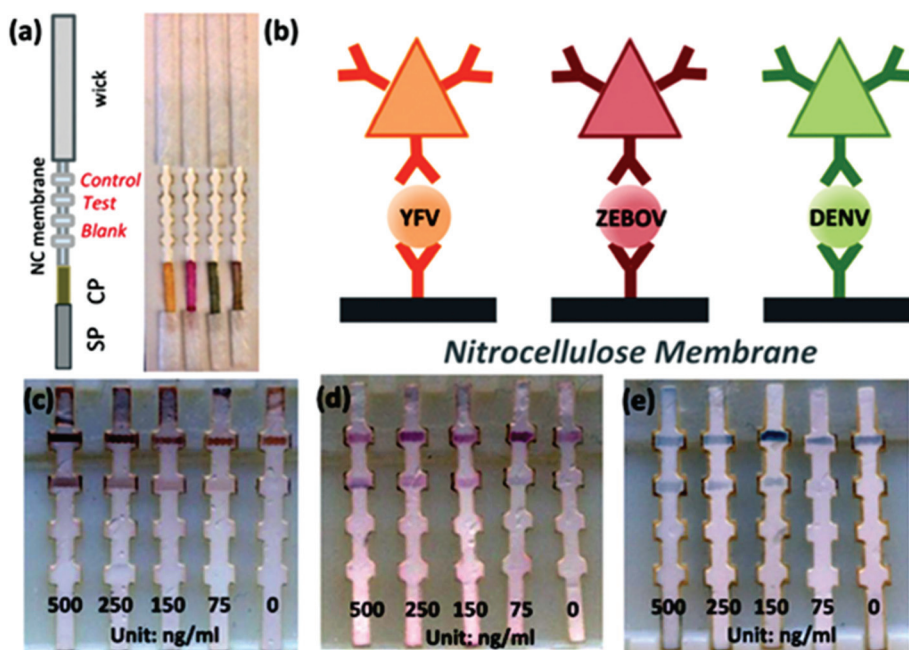 (a)
wick
NC membrane
Control
Test
Blank
CP
SP
(b)
YFV
ZEBOV
DENV
Nitrocellulose Membrane
(c)
500 250 150 75 0
Unit: ng/ml
(d)
500 250 150 75 0
Unit: ng/ml
(e)
500 250 150 75 0
Unit: ng/ml